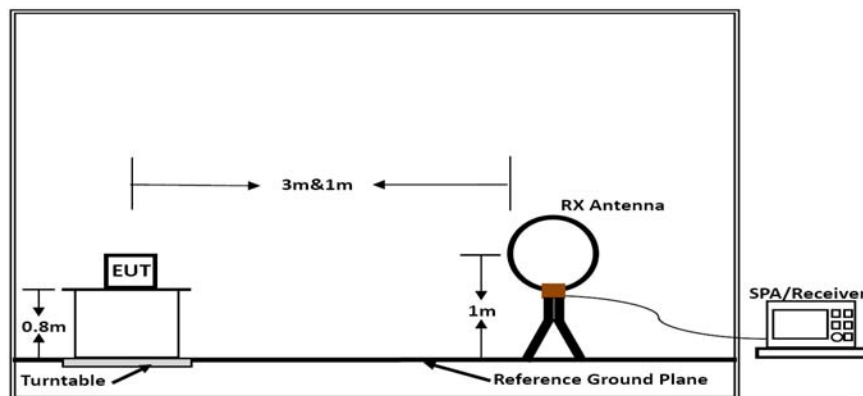 3m&1m
RX Antenna
EUT
SPA/Receiver
0.8m
1m
Turntable
Reference Ground Plane